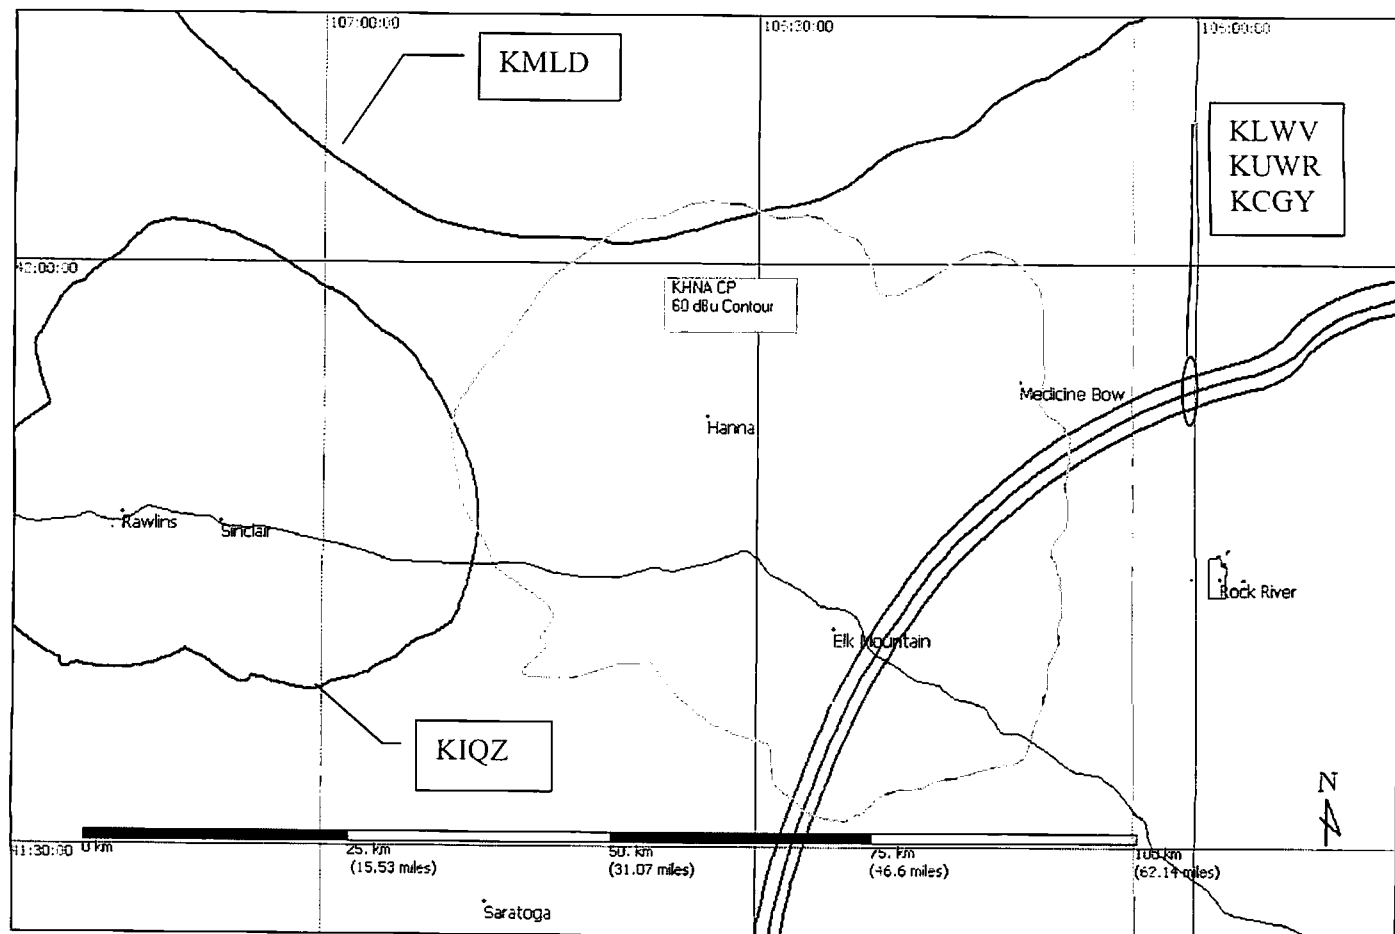 107:00:00
106:30:00
106:00:00
KMLD
KLWV
KUWR
KCGY
42:00:00
KHNA CP
60 dBu Contour
Medicine Bow
Hanna
Rawlins
Sinclair
Rock River
Elk Mountain
KIQZ
N
41:30:00
0 km
25. km
(15.53 miles)
50. km
(31.07 miles)
75. km
(46.6 miles)
100 km
(62.14 miles)
Saratoga